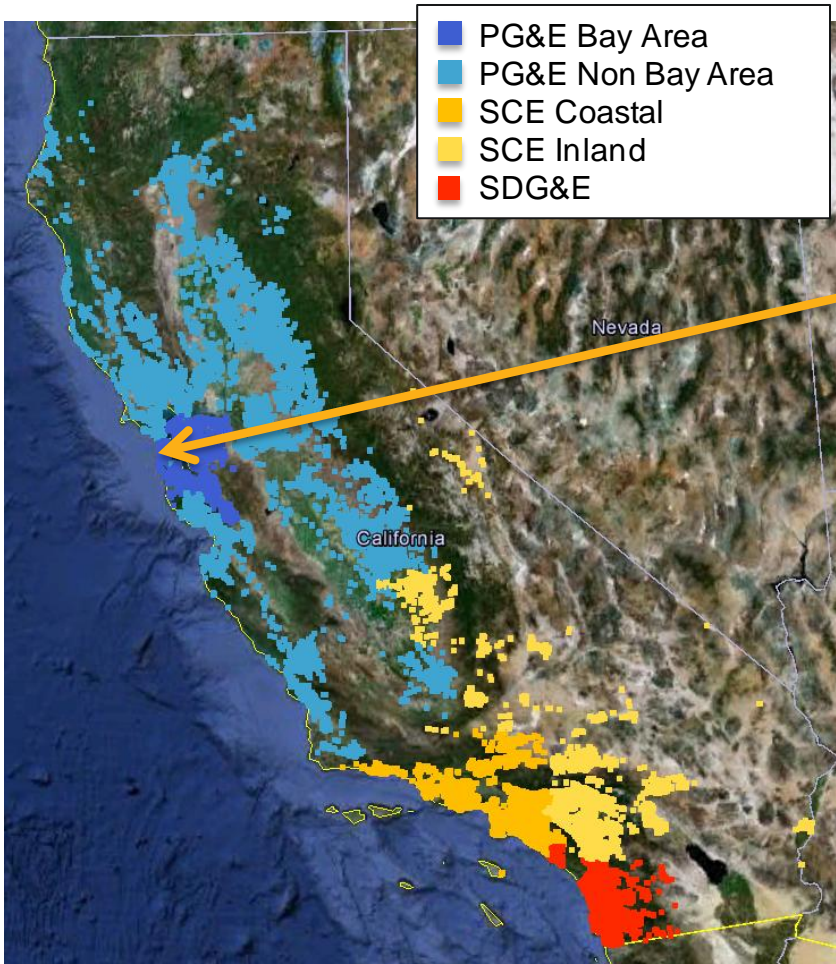 PG&E Bay Area
PG&E Non Bay Area
SCE Coastal
SCE Inland
SDG&E
Nevada
California